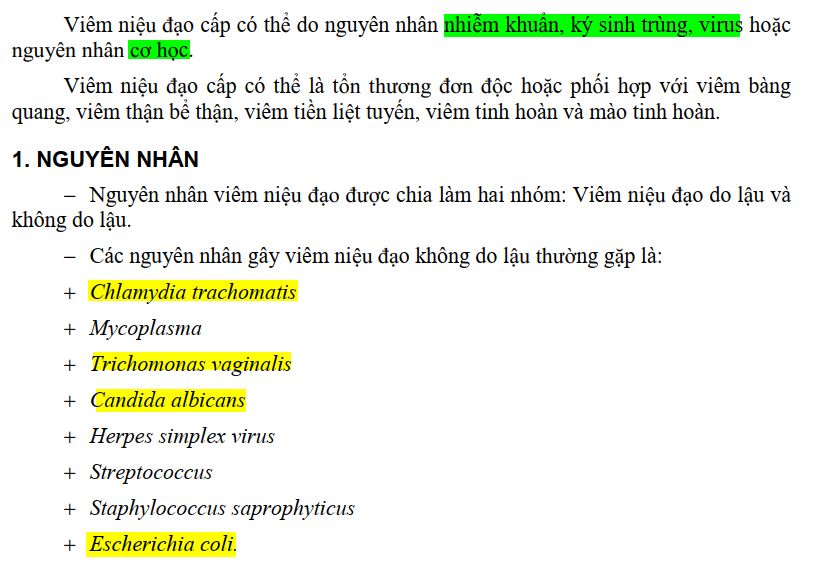 Viêm niệu đạo cấp có thể do nguyên nhân nhiễm khuẩn, ký sinh trùng, virus hoặc
nguyên nhân cơ học.
Viêm niệu đạo cấp có thể là tổn thương đơn độc hoặc phối hợp với viêm bàng
quang, viêm thận bể thận, viêm tiền liệt tuyến, viêm tinh hoàn và mào tinh hoàn.
1. NGUYÊN NHÂN
− Nguyên nhân viêm niệu đạo được chia làm hai nhóm: Viêm niệu đạo do lậu và
không do lậu.
− Các nguyên nhân gây viêm niệu đạo không do lậu thường gặp là:
+ Chlamydia trachomatis
+ Mycoplasma
+ Trichomonas vaginalis
+ Candida albicans
+ Herpes simplex virus
+ Streptococcus
+ Staphylococcus saprophyticus
+ Escherichia coli.